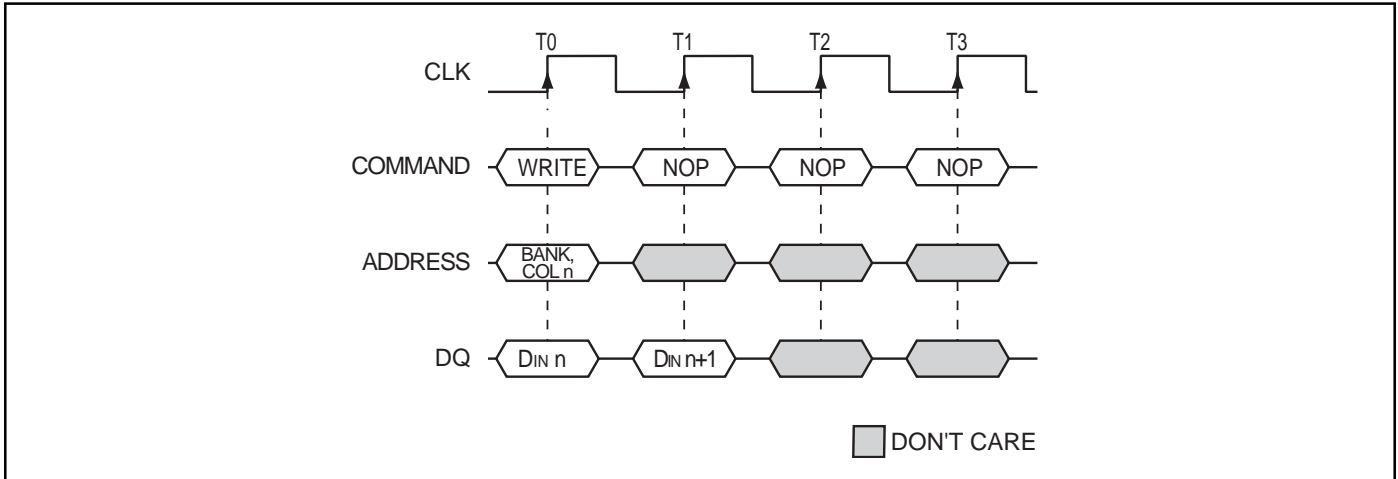 T0 T1 T2 T3
CLK
COMMAND WRITE NOP NOP NOP
ADDRESS BANK,
COL n
DQ DIN n DIN n+1
DON'T CARE